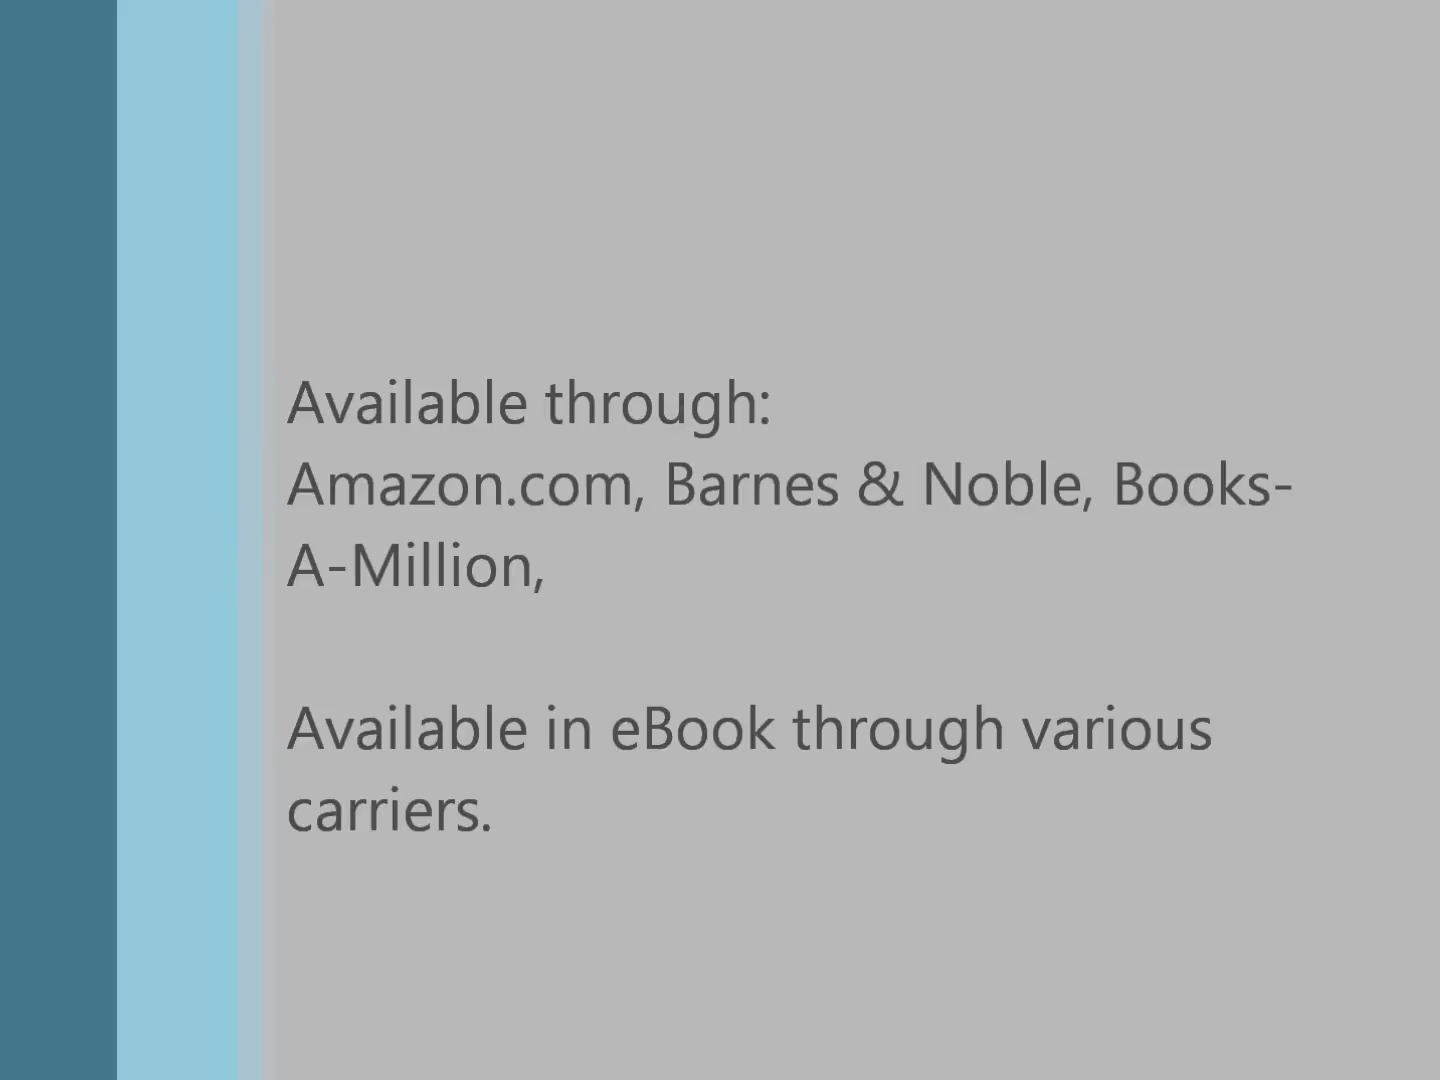 Available through:
Amazon.com, Barnes & Noble, Books-
A-Million,
Available in eBook through various
carriers.